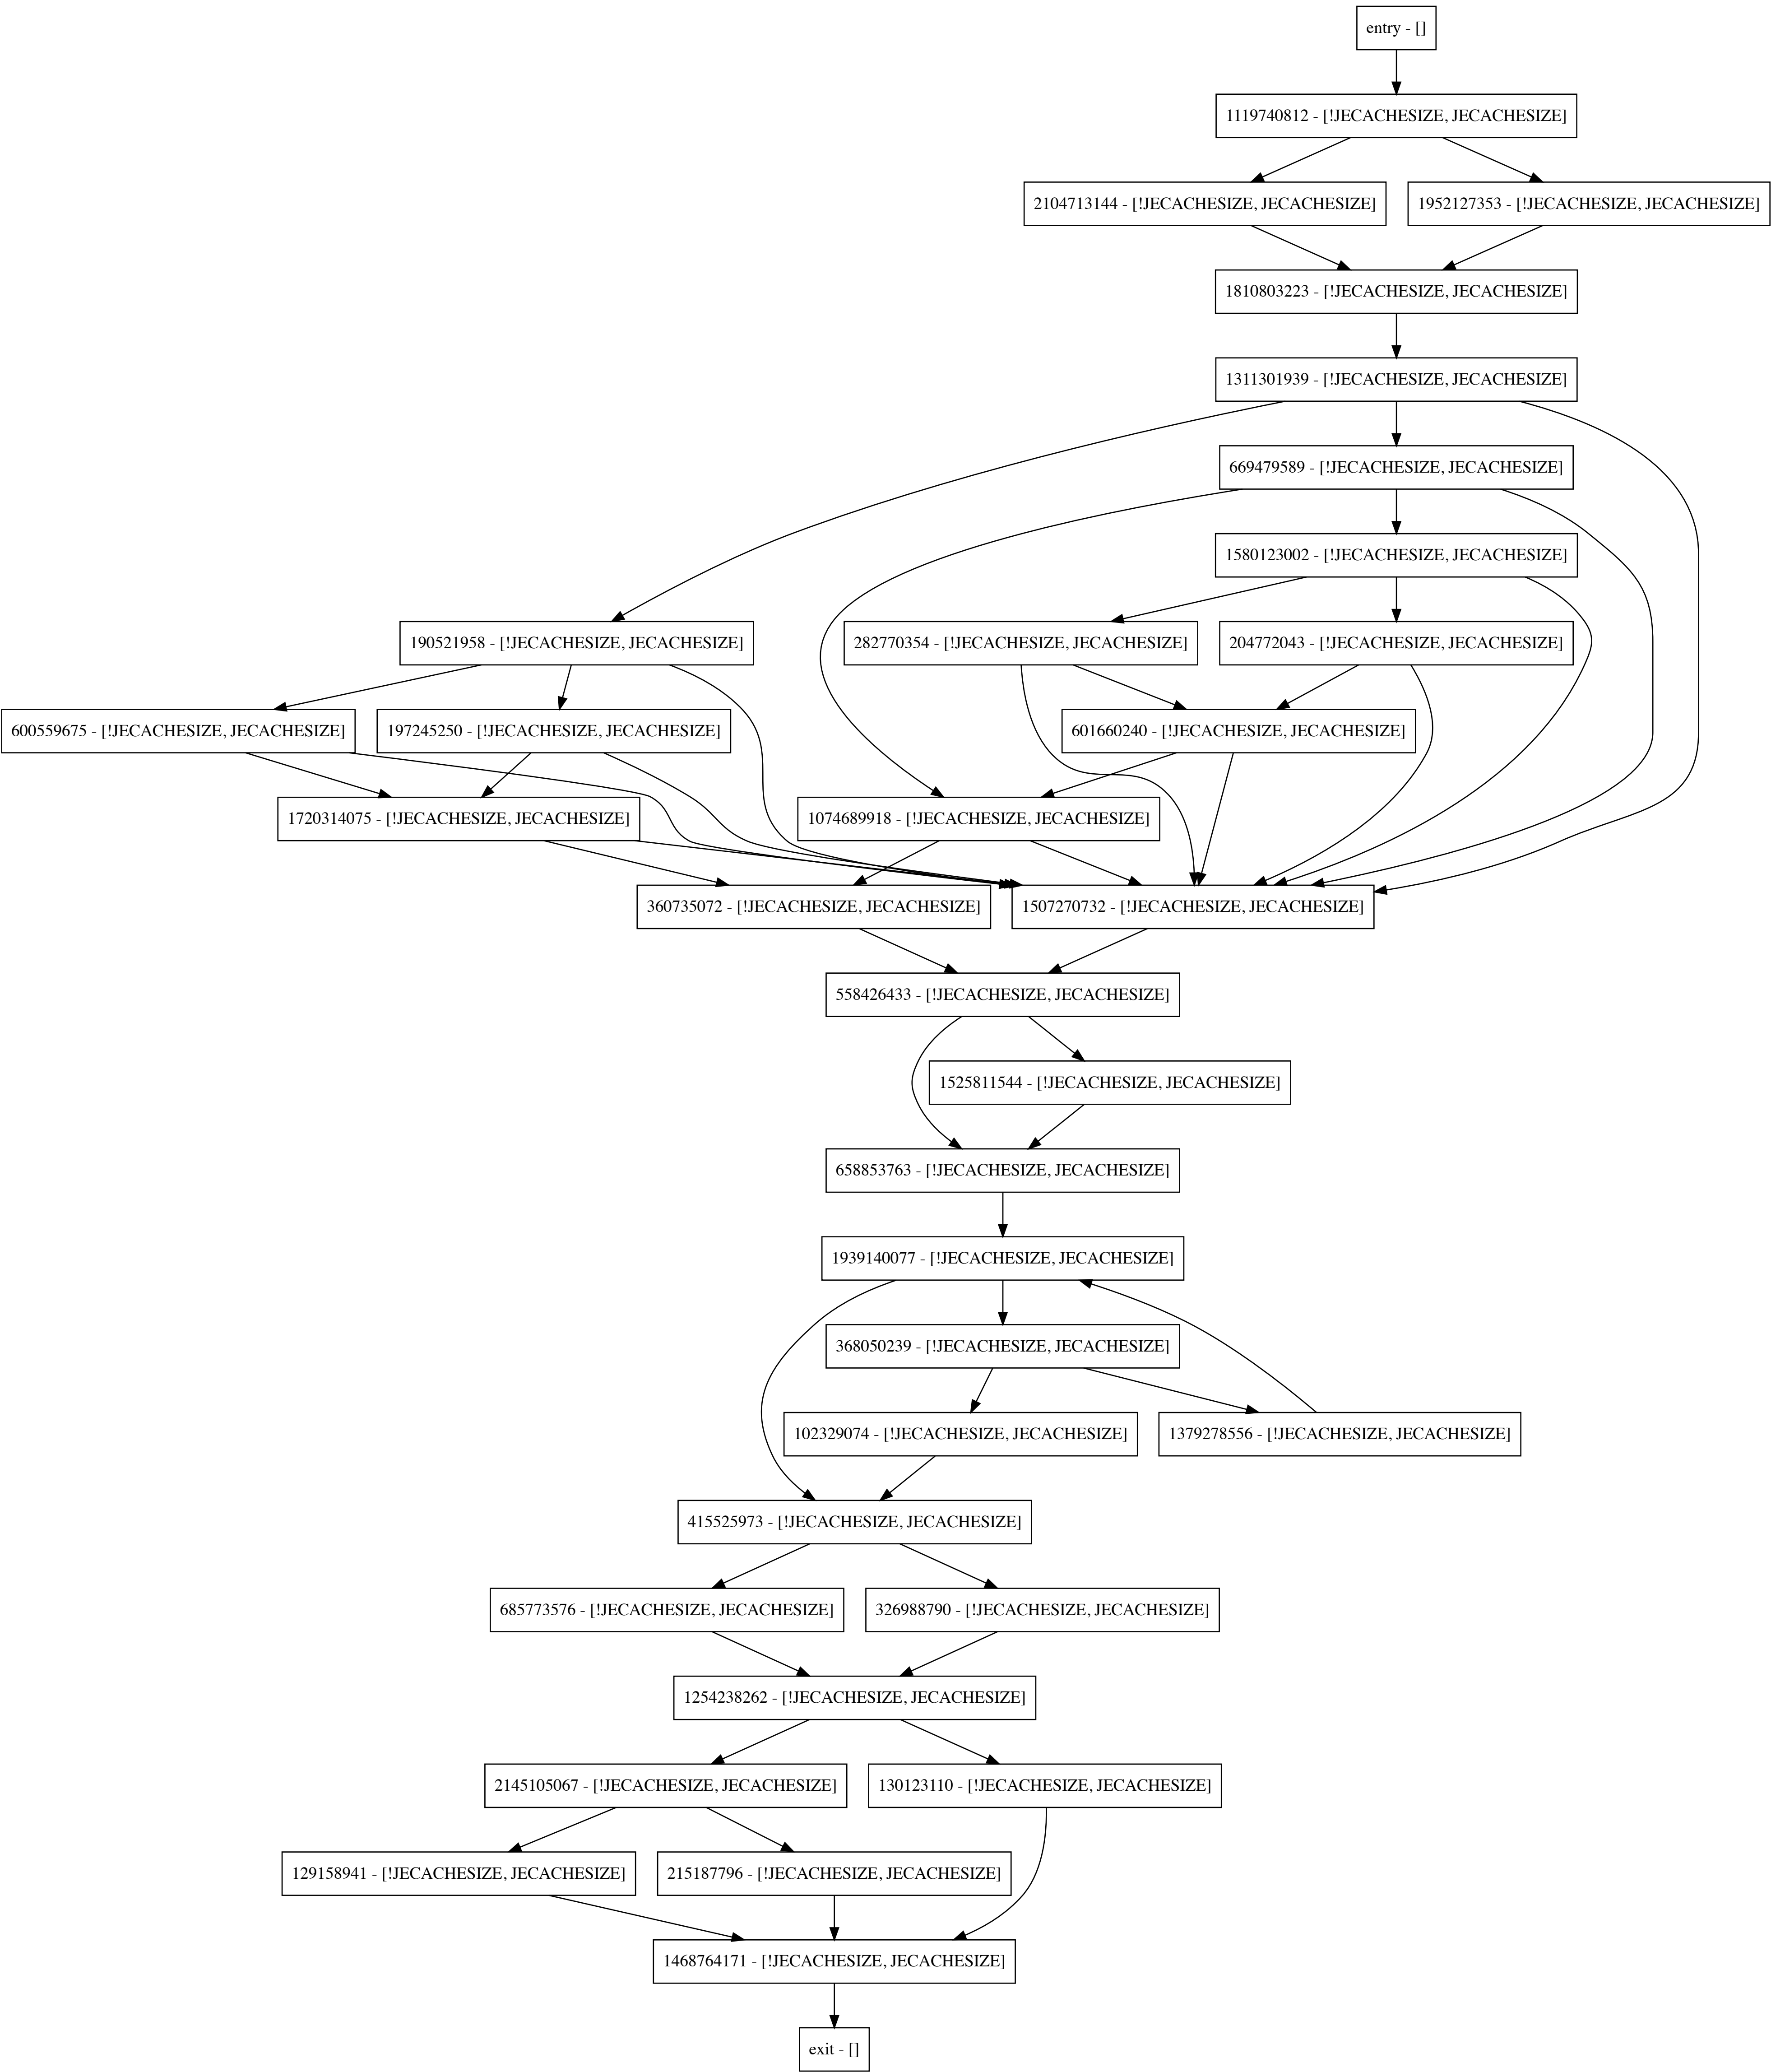 entry - []
1119740812 - [!JECACHESIZE, JECACHESIZE]
2104713144 - [!JECACHESIZE, JECACHESIZE]
1952127353 - [!JECACHESIZE, JECACHESIZE]
1810803223 - [!JECACHESIZE, JECACHESIZE]
1311301939 - [!JECACHESIZE, JECACHESIZE]
669479589 - [!JECACHESIZE, JECACHESIZE]
1580123002 - [!JECACHESIZE, JECACHESIZE]
190521958 - [!JECACHESIZE, JECACHESIZE]
282770354 - [!JECACHESIZE, JECACHESIZE]
204772043 - [!JECACHESIZE, JECACHESIZE]
600559675 - [!JECACHESIZE, JECACHESIZE]
197245250 - [!JECACHESIZE, JECACHESIZE]
601660240 - [!JECACHESIZE, JECACHESIZE]
1720314075 - [!JECACHESIZE, JECACHESIZE]
1074689918 - [!JECACHESIZE, JECACHESIZE]
360735072 - [!JECACHESIZE, JECACHESIZE]
1507270732 - [!JECACHESIZE, JECACHESIZE]
558426433 - [!JECACHESIZE, JECACHESIZE]
1525811544 - [!JECACHESIZE, JECACHESIZE]
658853763 - [!JECACHESIZE, JECACHESIZE]
1939140077 - [!JECACHESIZE, JECACHESIZE]
368050239 - [!JECACHESIZE, JECACHESIZE]
102329074 - [!JECACHESIZE, JECACHESIZE]
1379278556 - [!JECACHESIZE, JECACHESIZE]
415525973 - [!JECACHESIZE, JECACHESIZE]
685773576 - [!JECACHESIZE, JECACHESIZE]
326988790 - [!JECACHESIZE, JECACHESIZE]
1254238262 - [!JECACHESIZE, JECACHESIZE]
2145105067 - [!JECACHESIZE, JECACHESIZE]
130123110 - [!JECACHESIZE, JECACHESIZE]
129158941 - [!JECACHESIZE, JECACHESIZE]
215187796 - [!JECACHESIZE, JECACHESIZE]
1468764171 - [!JECACHESIZE, JECACHESIZE]
exit - []